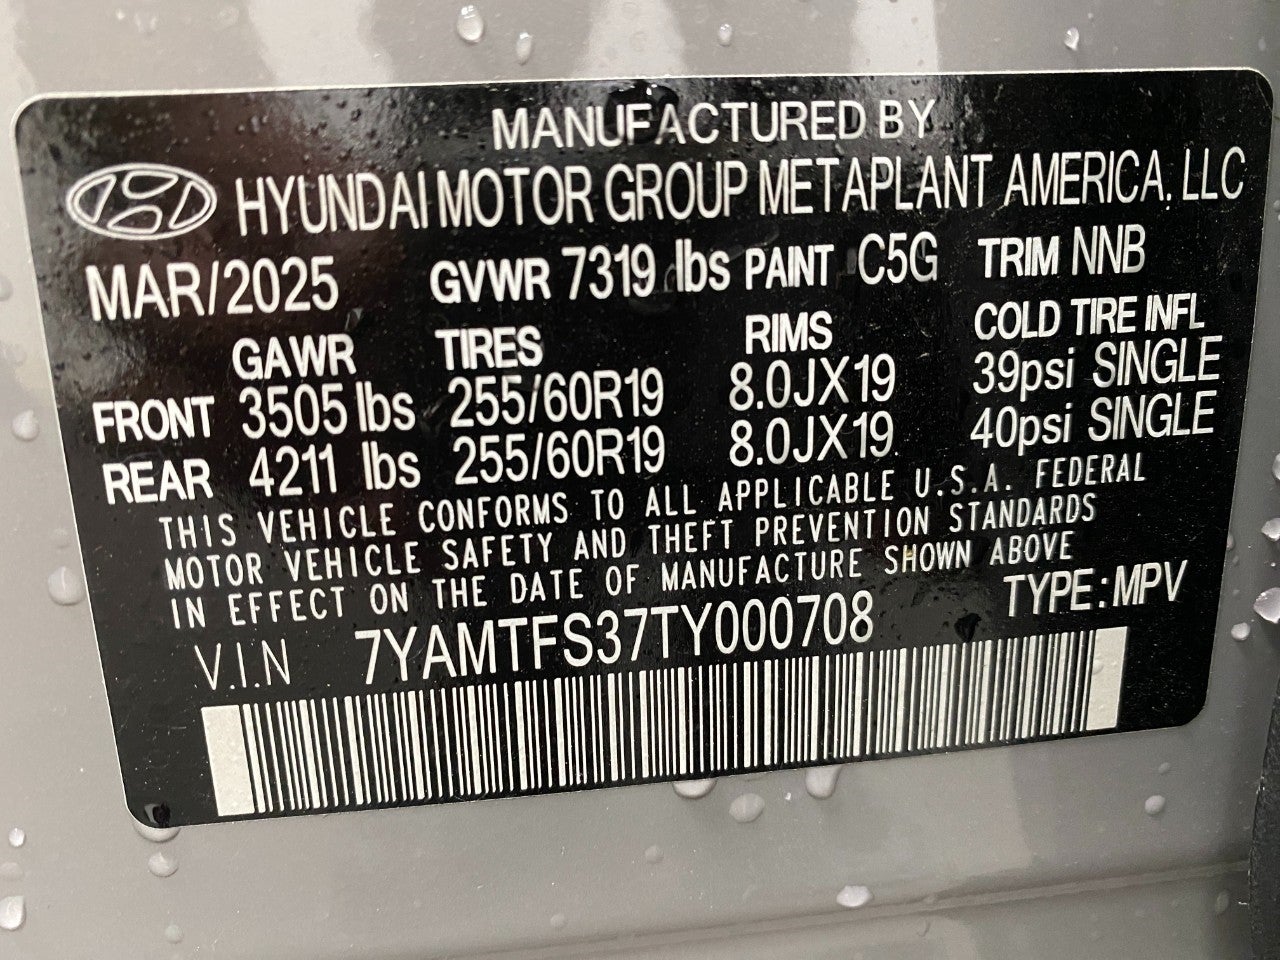 MANUFACTURED BY
HYUNDAI MOTOR GROUP METAPLANT AMERICA, LLC
MAR/2025 GVWR 7319 lbs PAINT C5G TRIM NNB
GAWR TIRES RIMS COLD TIRE INFL
FRONT 3505 lbs 255/60R19 8.0JX19 39psi SINGLE
REAR 4211 lbs 255/60R19 8.0JX19 40psi SINGLE
THIS VEHICLE CONFORMS TO ALL APPLICABLE U.S.A. FEDERAL
MOTOR VEHICLE SAFETY AND THEFT PREVENTION STANDARDS
IN EFFECT ON THE DATE OF MANUFACTURE SHOWN ABOVE
V.I.N 7YAMTFS37TY000708 TYPE: MPV